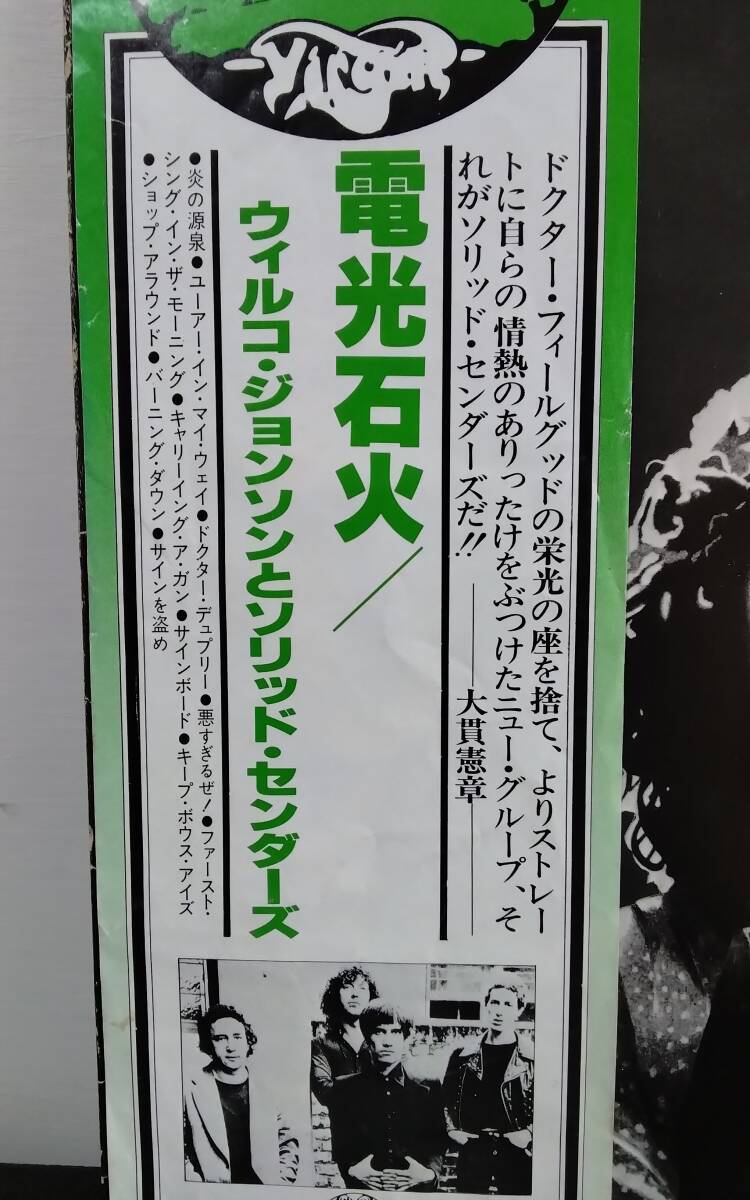 Virgin
ドクター・フィールグッドの栄光の座を捨て、よりストレー
トに自らの情熱のありったけをぶつけたニュー・グループ、そ
れがソリッド・センダーズだ!!――大貫憲章――
電光石火/
ウィルコ・ジョンソンとソリッド・センダーズ
●炎の源泉●ユーアー・イン・マイ・ウェイ●ドクター・デュプリー●悪すぎるぜ!●ファースト・
シング・イン・ザ・モーニング●キャリーイング・ア・ガン●サインボード●キープ・ボウス・アイズ
●ショップ・アラウンド●バーニング・ダウン●サインを盗め